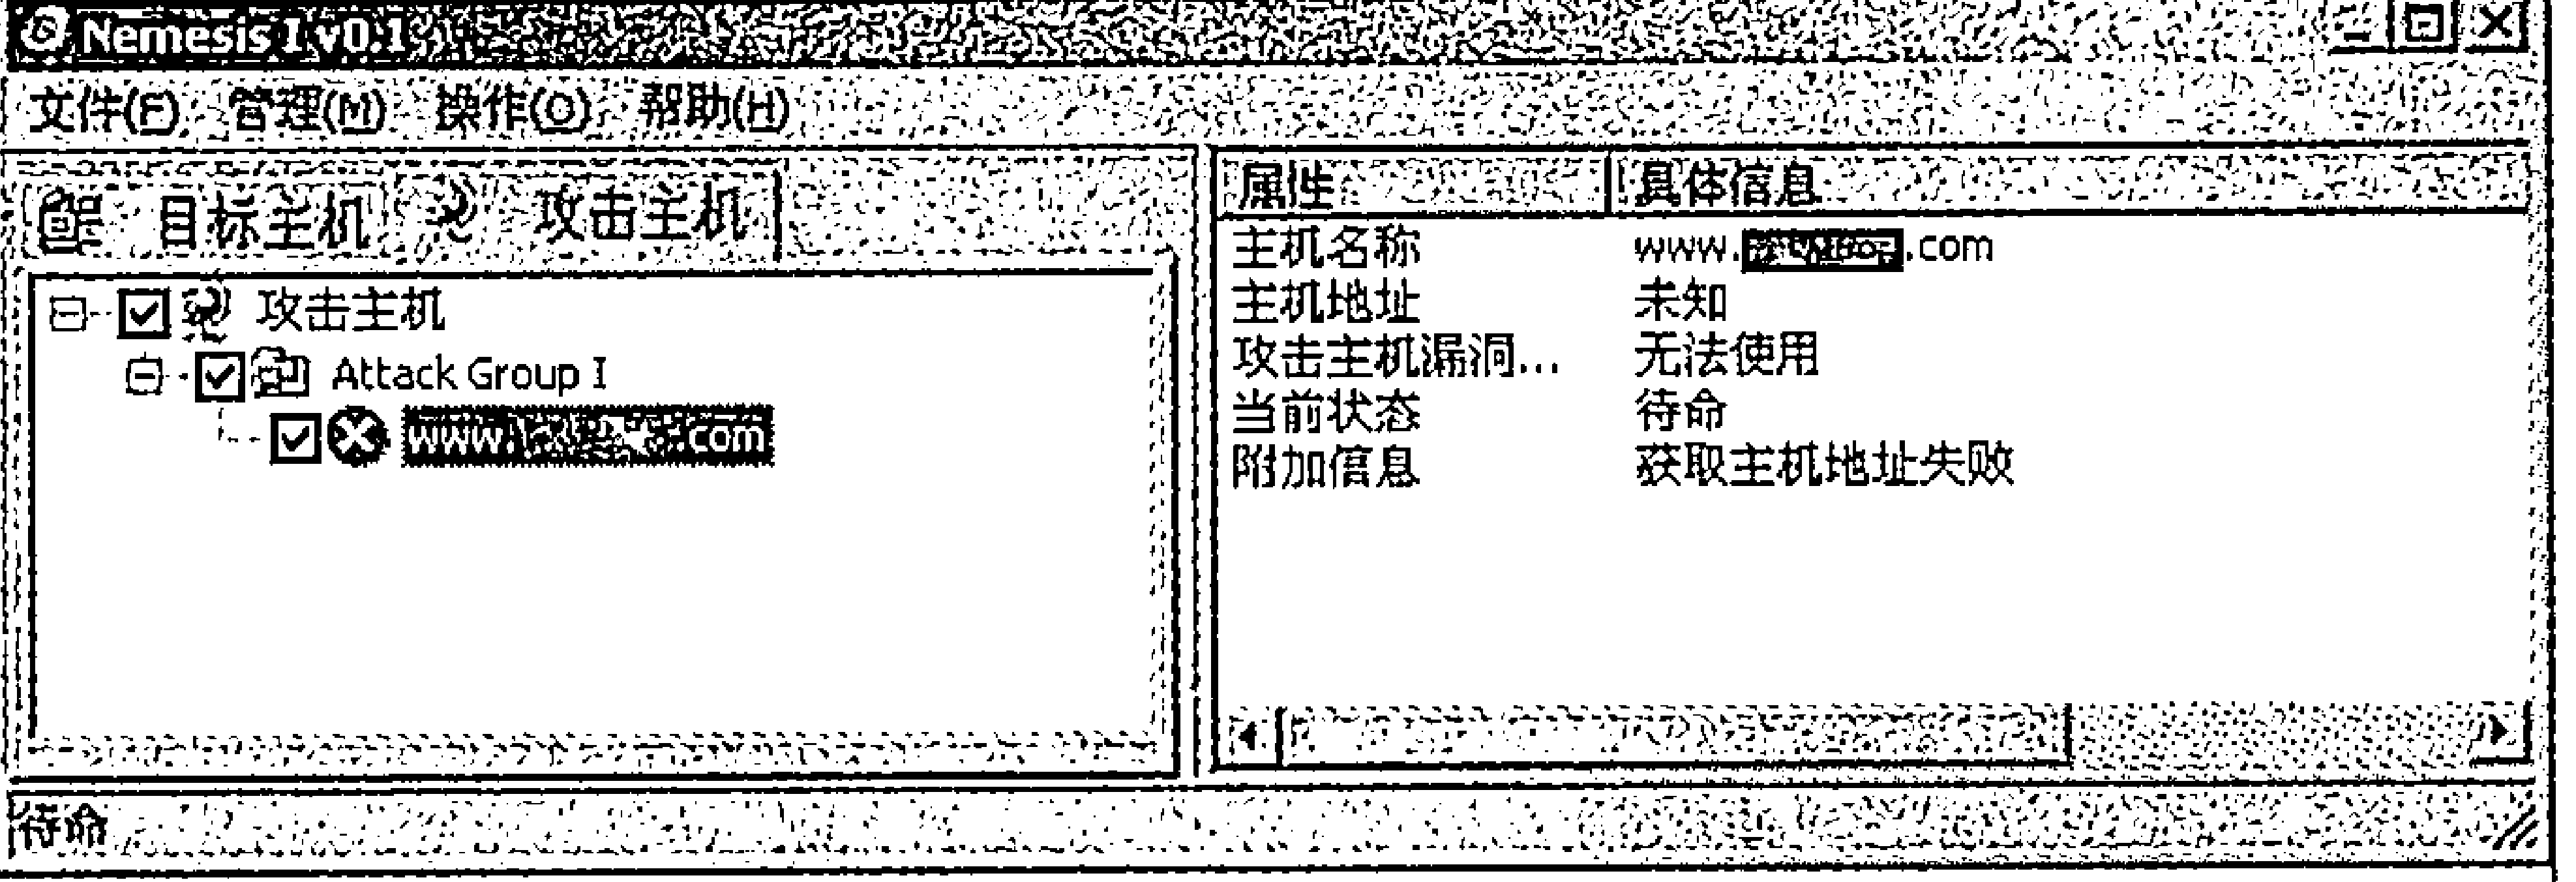 Nemesis I v0.1
文件(F) 管理(M) 操作(O) 帮助(H)
目标主机 攻击主机
攻击主机
Attack Group I
www. .com
属性 具体信息
主机名称 www. .com
主机地址 未知
攻击主机漏洞... 无法使用
当前状态 待命
附加信息 获取主机地址失败
待命